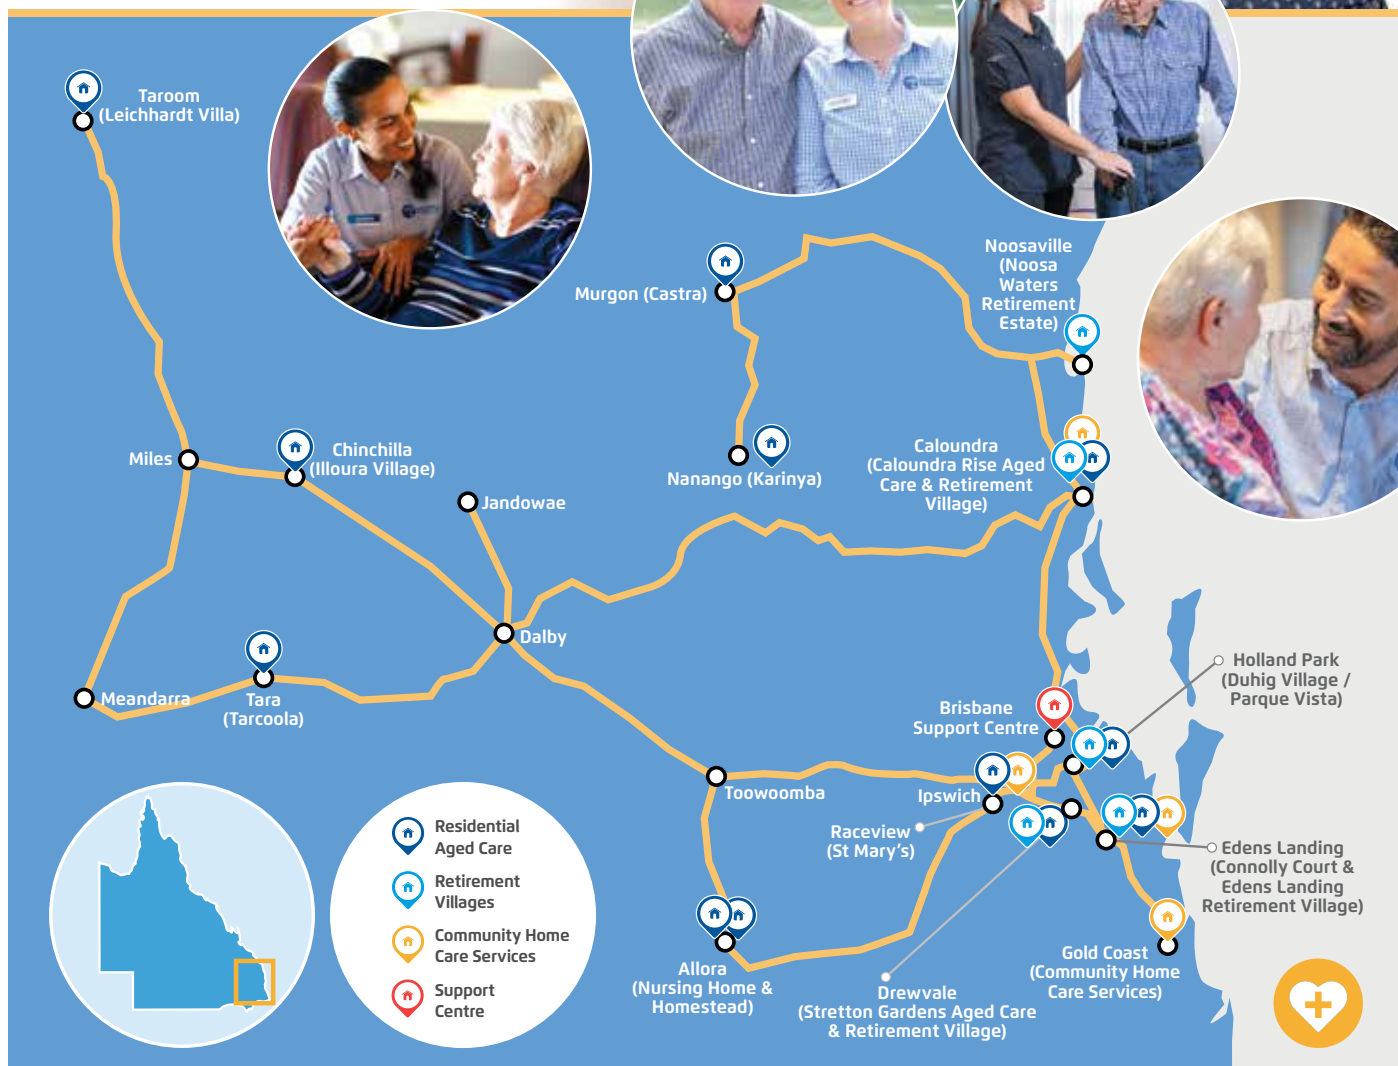 Taroom
(Leichhardt Villa)
Noosaville
(Noosa
Waters
Retirement
Estate)
Murgon (Castra)
Miles
Chinchilla
(Illoura Village)
Nanango (Karinya)
Caloundra
(Caloundra Rise Aged
Care & Retirement
Village)
Jandowae
Dalby
Meandarra
Tara
(Tarcoola)
Holland Park
(Duhig Village /
Parque Vista)
Brisbane
Support Centre
Toowoomba
Ipswich
Raceview
(St Mary's)
Edens Landing
(Connolly Court &
Edens Landing
Retirement Village)
Allora
(Nursing Home &
Homestead)
Drewvale
(Stretton Gardens Aged Care
& Retirement Village)
Gold Coast
(Community Home
Care Services)
Residential
Aged Care
Retirement
Villages
Community Home
Care Services
Support
Centre